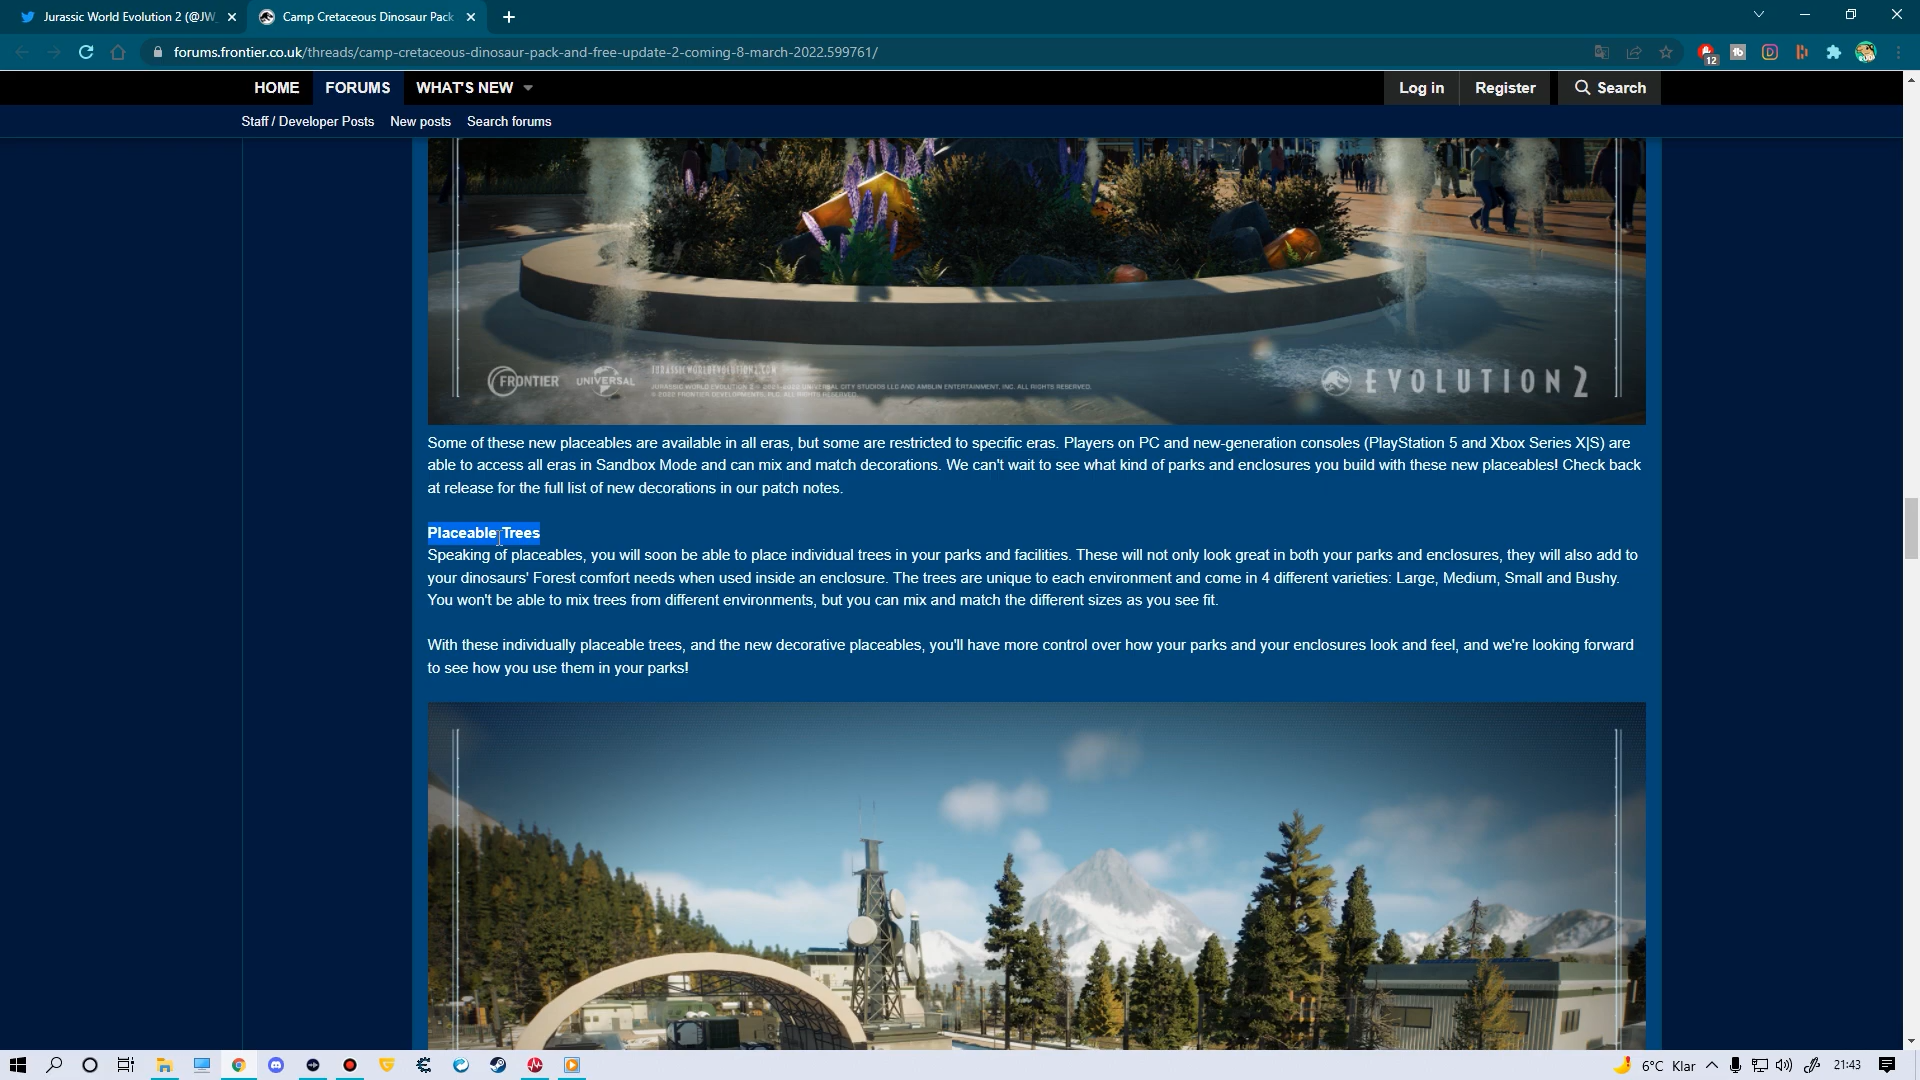 Jurassic World Evolution 2 (@JW_
Camp Cretaceous Dinosaur Pack
forums.frontier.co.uk/threads/camp-cretaceous-dinosaur-pack-and-free-update-2-coming-8-march-2022.599761/
12
HOME FORUMS WHAT'S NEW Log in Register Search
Staff / Developer Posts New posts Search forums
FRONTIER UNIVERSAL
JURASSICWORLDEVOLUTION2.COM
EVOLUTION 2
Some of these new placeables are available in all eras, but some are restricted to specific eras. Players on PC and new-generation consoles (PlayStation 5 and Xbox Series X|S) are
able to access all eras in Sandbox Mode and can mix and match decorations. We can't wait to see what kind of parks and enclosures you build with these new placeables! Check back
at release for the full list of new decorations in our patch notes.
Placeable Trees
Speaking of placeables, you will soon be able to place individual trees in your parks and facilities. These will not only look great in both your parks and enclosures, they will also add to
your dinosaurs' Forest comfort needs when used inside an enclosure. The trees are unique to each environment and come in 4 different varieties: Large, Medium, Small and Bushy.
You won't be able to mix trees from different environments, but you can mix and match the different sizes as you see fit.
With these individually placeable trees, and the new decorative placeables, you'll have more control over how your parks and your enclosures look and feel, and we're looking forward
to see how you use them in your parks!
6°C Klar 21:43